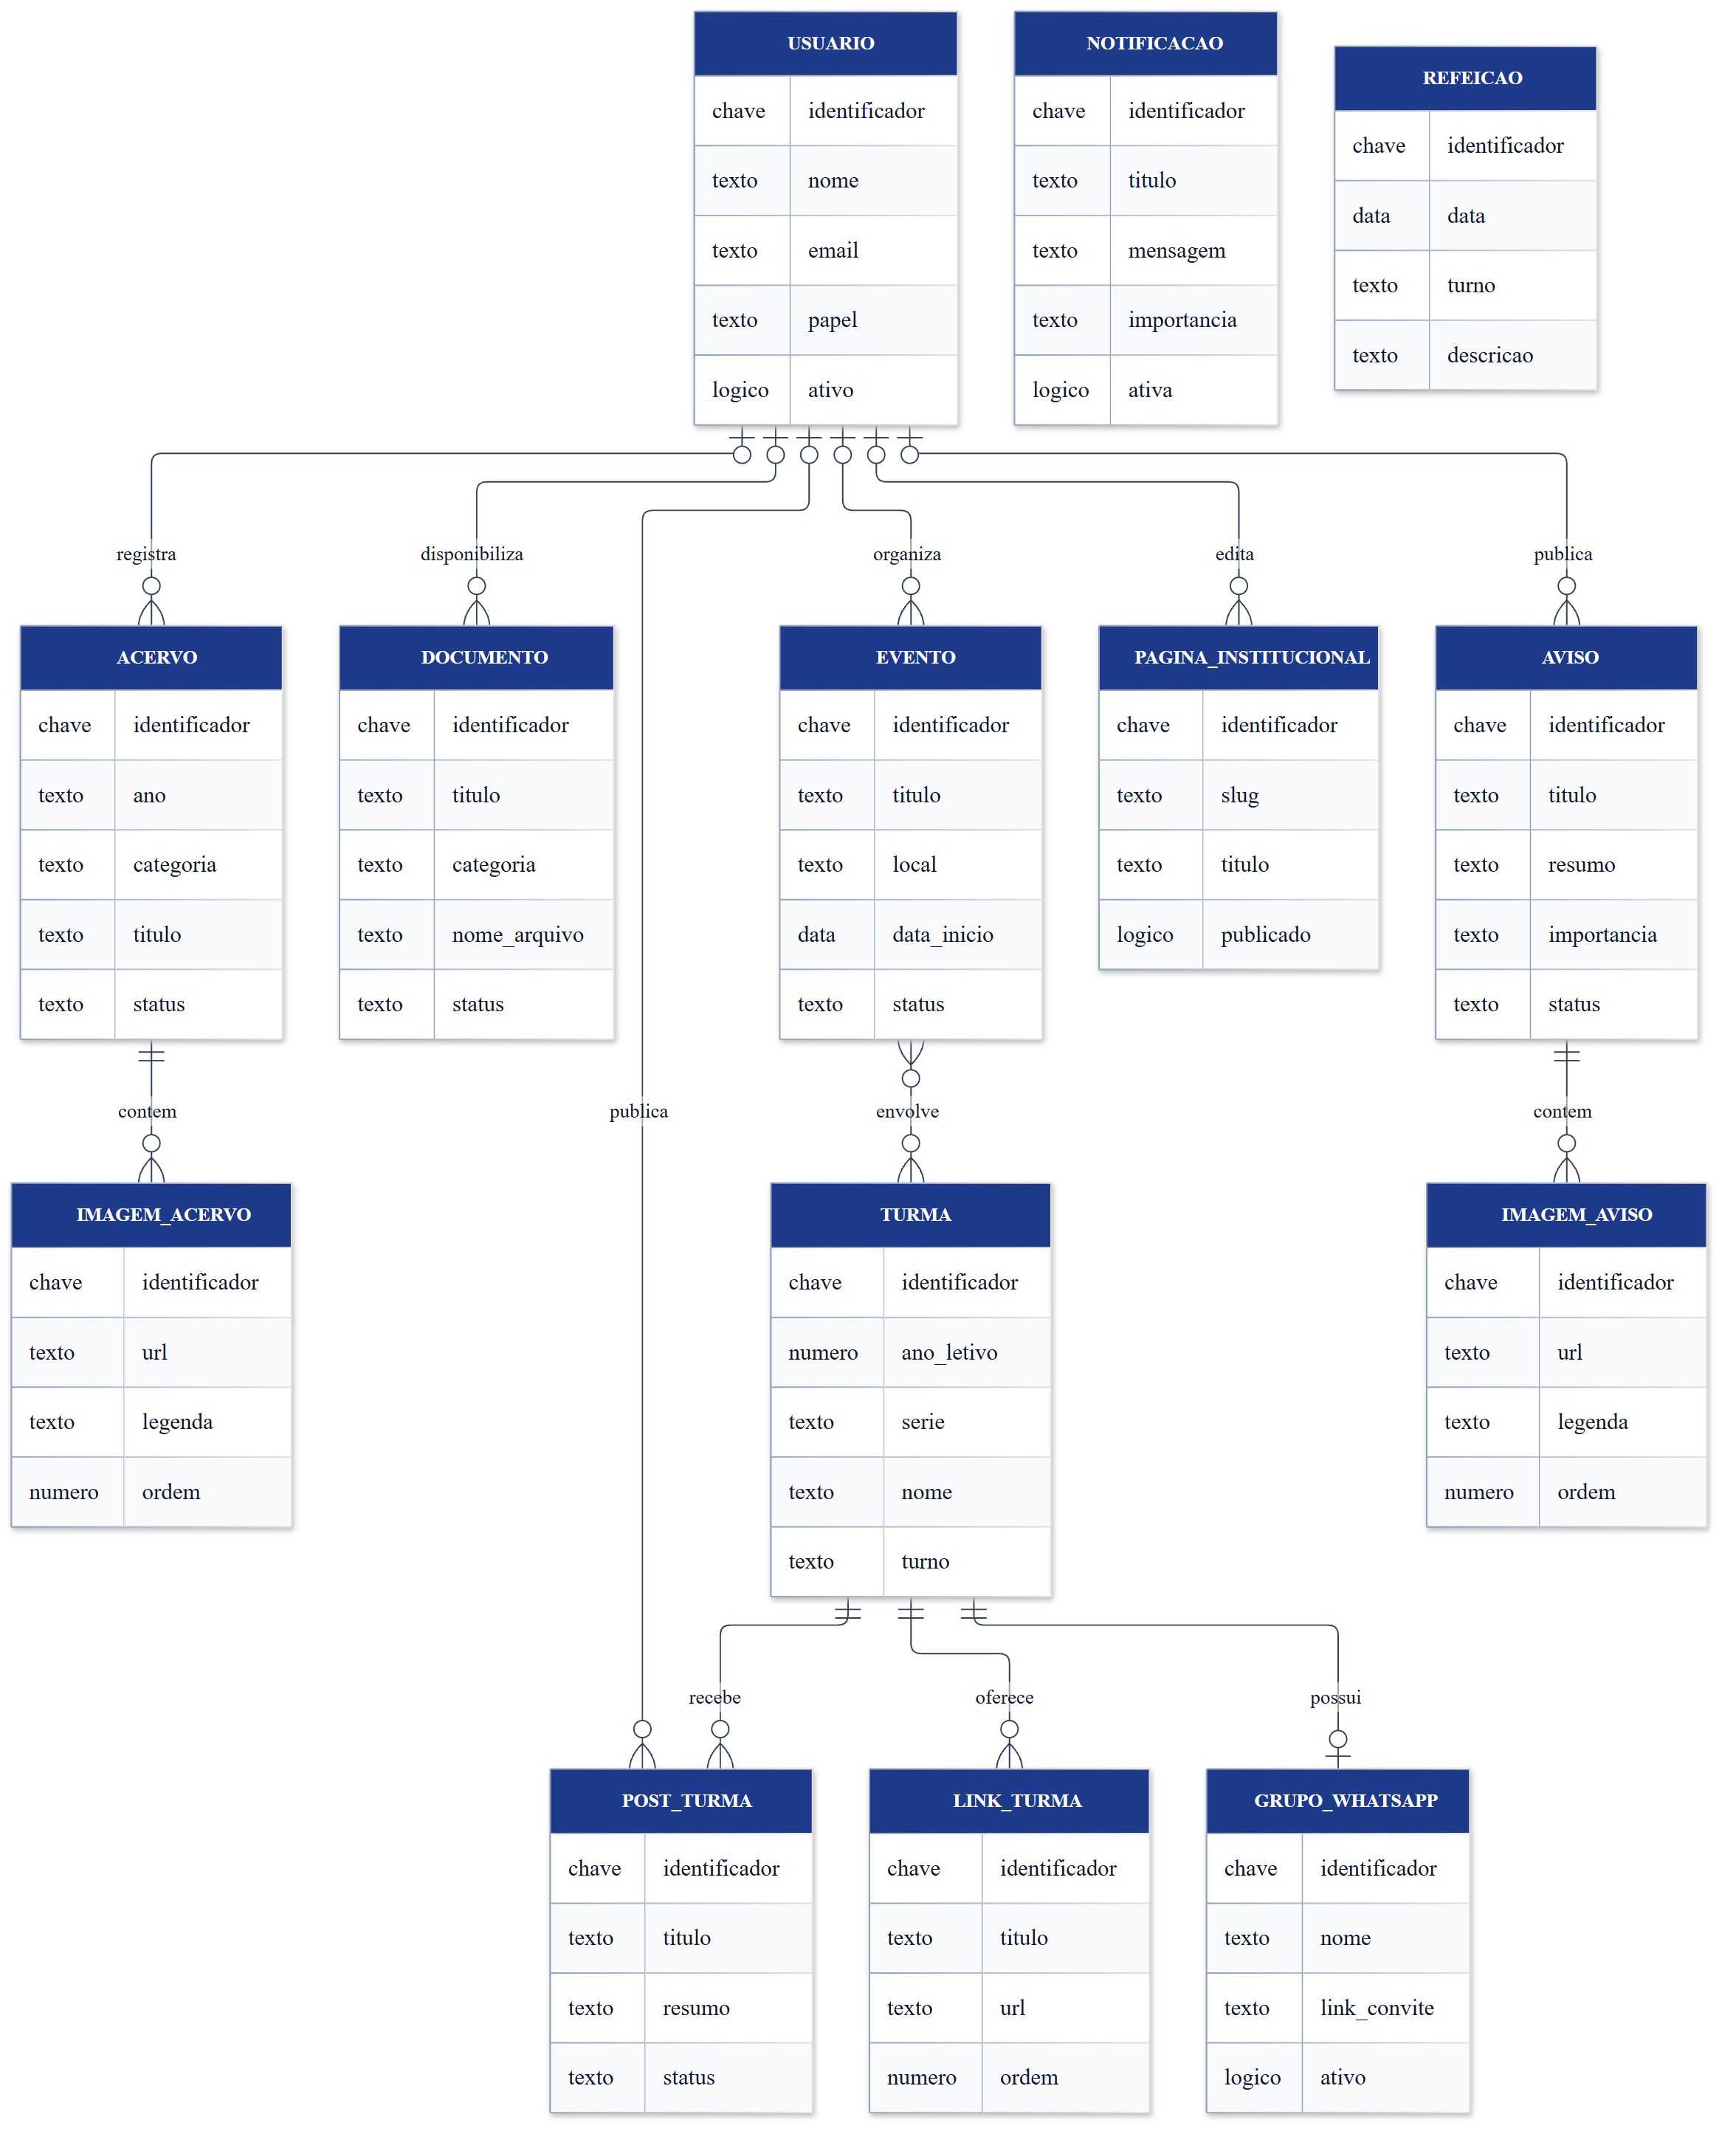 USUARIO
chave identificador
texto nome
texto email
texto papel
logico ativo
NOTIFICACAO
chave identificador
texto titulo
texto mensagem
texto importancia
logico ativa
REFEICAO
chave identificador
data data
texto turno
texto descricao
registra
disponibiliza
organiza
edita
publica
ACERVO
chave identificador
texto ano
texto categoria
texto titulo
texto status
DOCUMENTO
chave identificador
texto titulo
texto categoria
texto nome_arquivo
texto status
EVENTO
chave identificador
texto titulo
texto local
data data_inicio
texto status
PAGINA_INSTITUCIONAL
chave identificador
texto slug
texto titulo
logico publicado
AVISO
chave identificador
texto titulo
texto resumo
texto importancia
texto status
contem
publica
envolve
contem
IMAGEM_ACERVO
chave identificador
texto url
texto legenda
numero ordem
TURMA
chave identificador
numero ano_letivo
texto serie
texto nome
texto turno
IMAGEM_AVISO
chave identificador
texto url
texto legenda
numero ordem
recebe
oferece
possui
POST_TURMA
chave identificador
texto titulo
texto resumo
texto status
LINK_TURMA
chave identificador
texto titulo
texto url
numero ordem
GRUPO_WHATSAPP
chave identificador
texto nome
texto link_convite
logico ativo